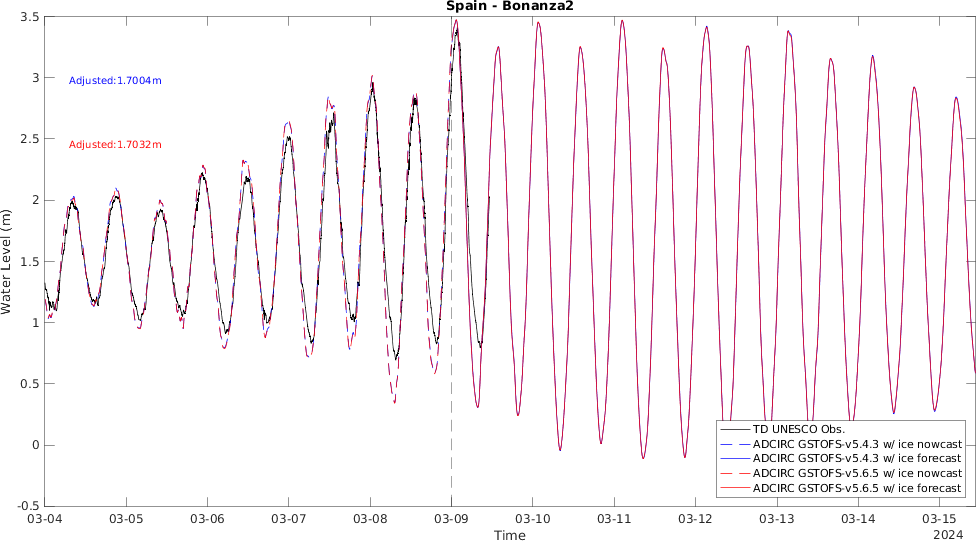 Spain - Bonanza2
3.5
3
2.5
2
1.5
1
0.5
0
-0.5
Water Level (m)
Adjusted:1.7004m
Adjusted:1.7032m
TD UNESCO Obs.
ADCIRC GSTOFS-v5.4.3 w/ ice nowcast
ADCIRC GSTOFS-v5.4.3 w/ ice forecast
ADCIRC GSTOFS-v5.6.5 w/ ice nowcast
ADCIRC GSTOFS-v5.6.5 w/ ice forecast
03-04 03-05 03-06 03-07 03-08 03-09 03-10 03-11 03-12 03-13 03-14 03-15
Time
2024